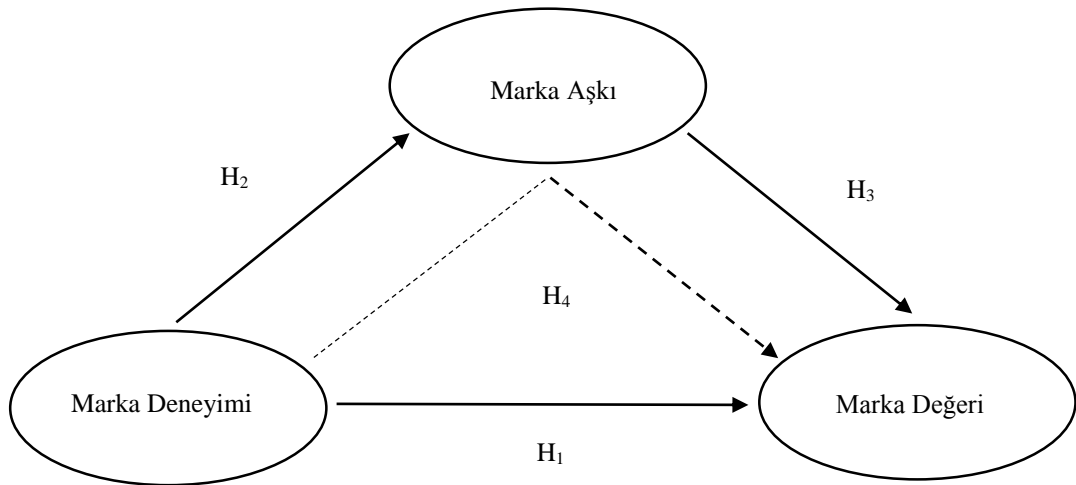 Marka Aşkı
H₂
H₃
H₄
Marka Deneyimi
Marka Değeri
H₁